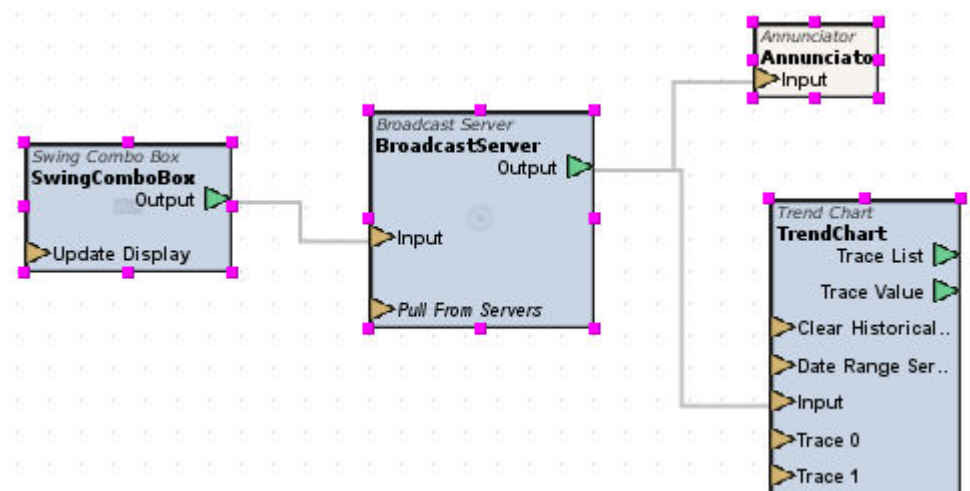 Swing Combo Box
SwingComboBox
Output
Update Display
Broadcast Server
BroadcastServer
Output
Input
Pull From Servers
Annunciator
Annunciato
Input
Trend Chart
TrendChart
Trace List
Trace Value
Clear Historical..
Date Range Ser..
Input
Trace 0
Trace 1